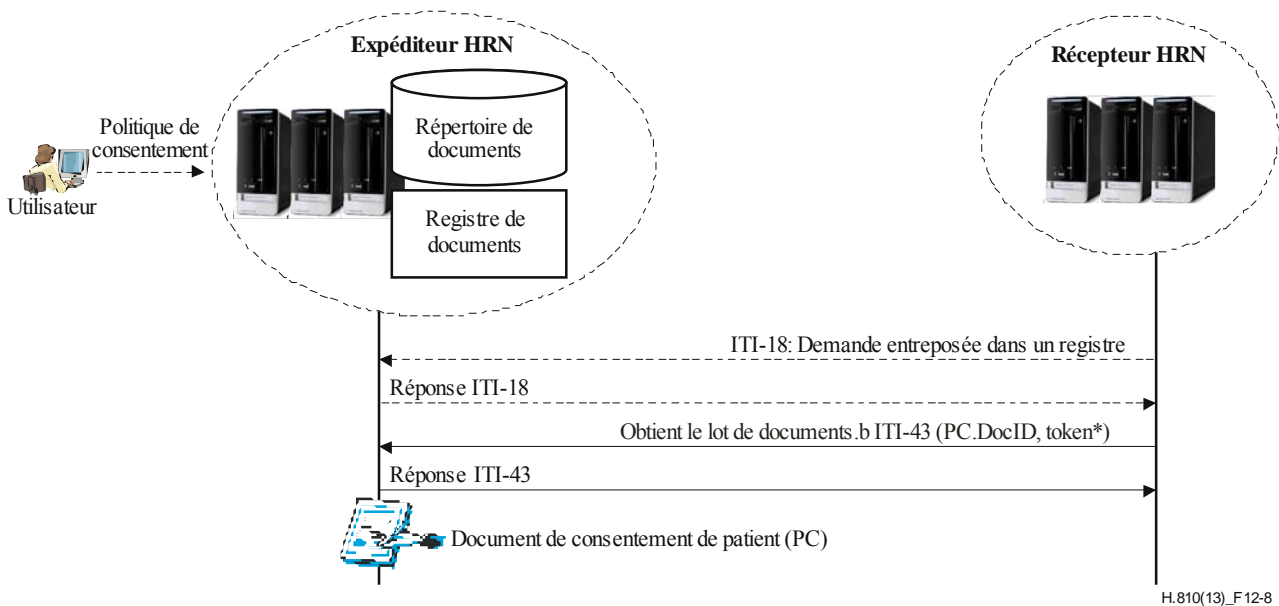 Expéditeur HRN
Récepteur HRN
Répertoire de
documents
Politique de
consentement
Utilisateur
Registre de
documents
ITI-18: Demande entreposée dans un registre
Réponse ITI-18
Obtient le lot de documents.b ITI-43 (PC.DocID, token*)
Réponse ITI-43
Document de consentement de patient (PC)
H.810(13)_F12-8